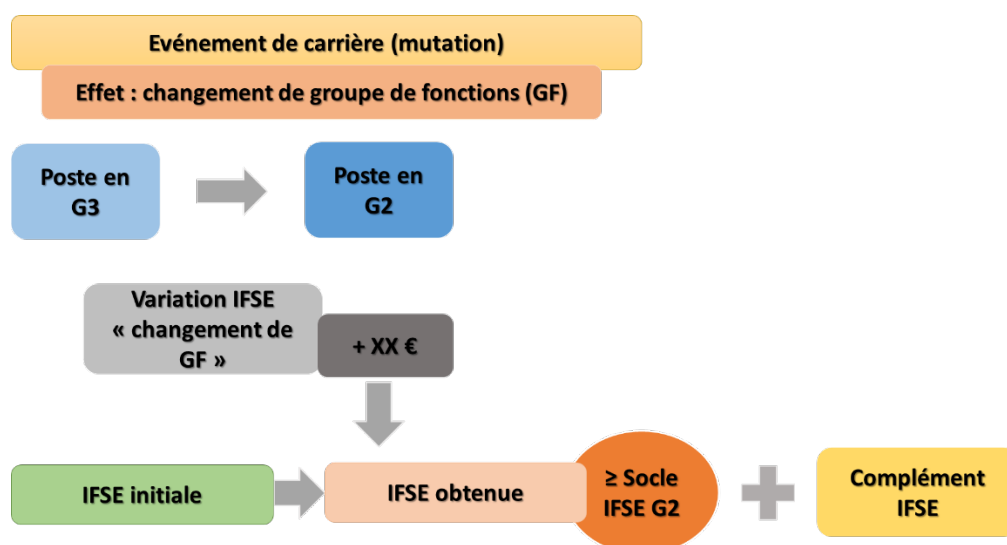 Evénement de carrière (mutation)
Effet : changement de groupe de fonctions (GF)
Poste en
G3
Poste en
G2
Variation IFSE
« changement de
GF »
+ XX €
IFSE initiale
IFSE obtenue
≥ Socle
IFSE G2
Complément
IFSE